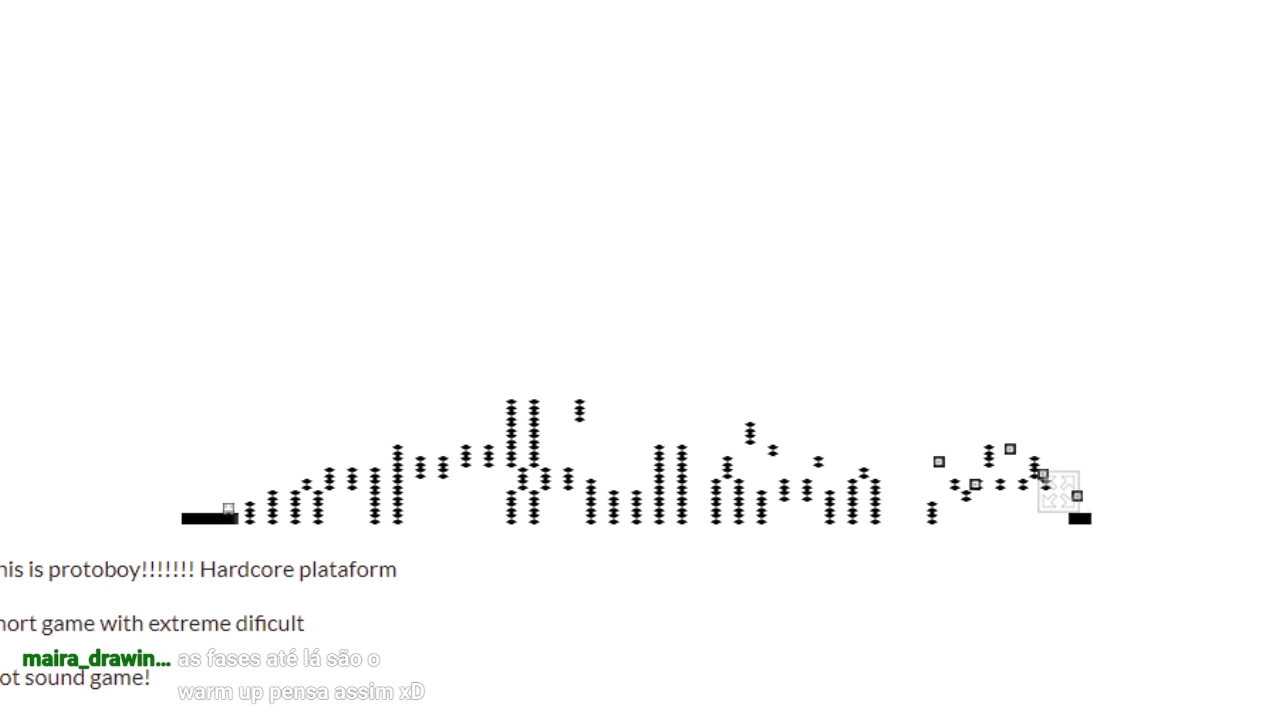 his is protoboy!!!!!!! Hardcore plataform
hort game with extreme dificult
maira_drawin... as fases até lá são o
warm up pensa assim xD
ot sound game!